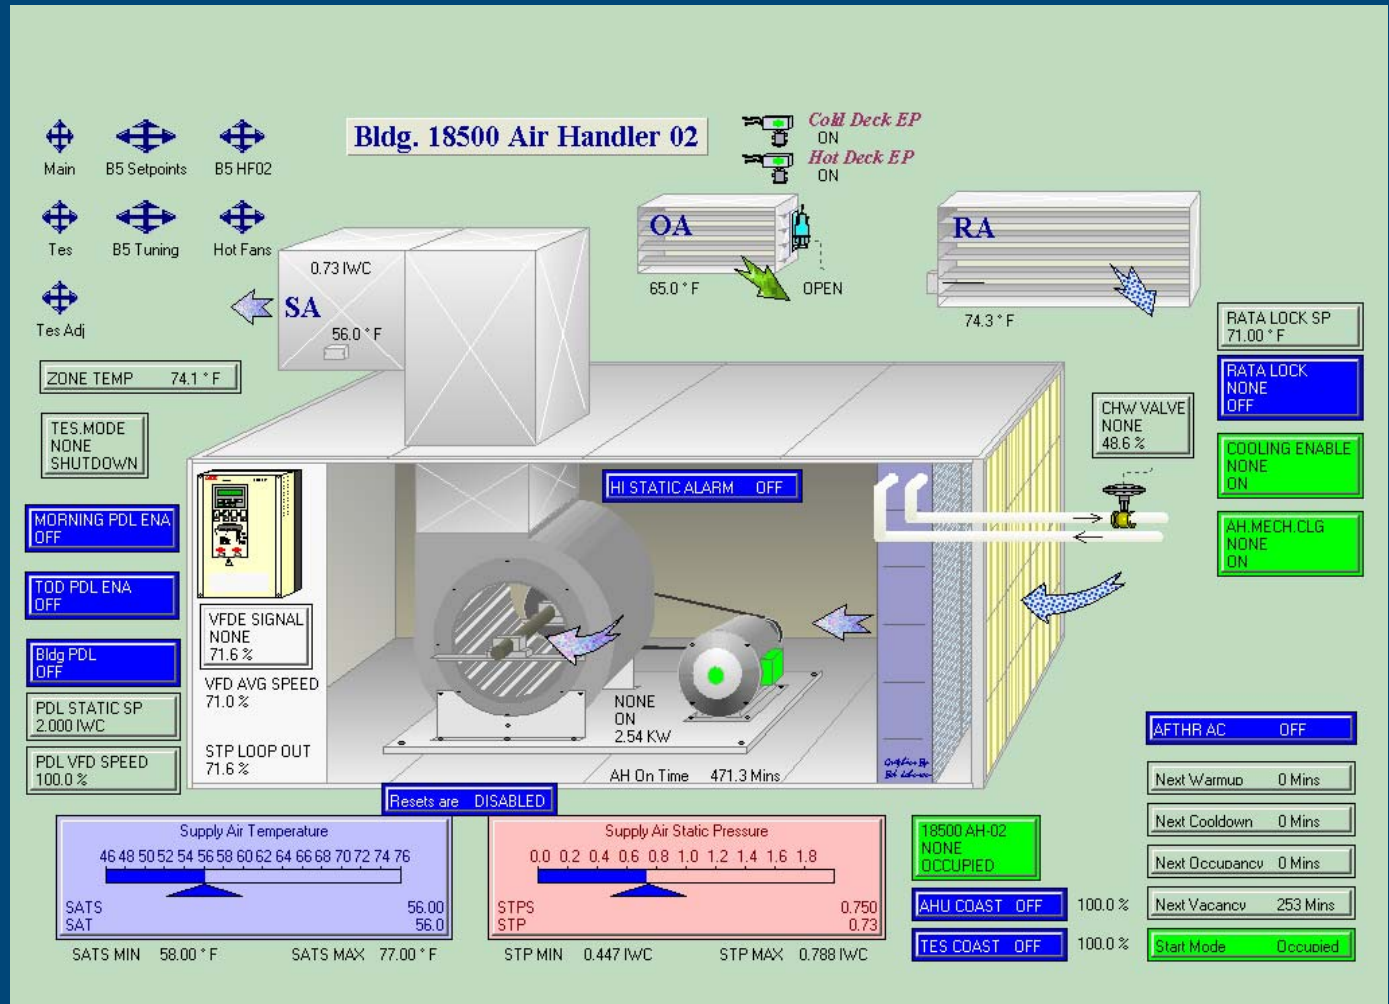 Bldg. 18500 Air Handler 02
Cold Deck EP
ON
Hot Deck EP
ON
Main
B5 Setpoints
B5 HF02
Tes
B5 Tuning
Hot Fans
Tes Adj
0.73 IWC
SA
56.0 ° F
OA
65.0 ° F
OPEN
RA
74.3 ° F
RATA LOCK SP
71.00 ° F
RATA LOCK
NONE
OFF
COOLING ENABLE
NONE
ON
AH.MECH.CLG
NONE
ON
CHW VALVE
NONE
48.6 %
ZONE TEMP 74.1 ° F
TES.MODE
NONE
SHUTDOWN
HI STATIC ALARM OFF
MORNING PDL ENA
OFF
TOD PDL ENA
OFF
Bldg PDL
OFF
PDL STATIC SP
2.000 IWC
PDL VFD SPEED
100.0 %
VFDE SIGNAL
NONE
71.6 %
VFD AVG SPEED
71.0 %
STP LOOP OUT
71.6 %
NONE
ON
2.54 KW
AH On Time 471.3 Mins
Resets are DISABLED
Supply Air Temperature
46 48 50 52 54 56 58 60 62 64 66 68 70 72 74 76
SATS 56.00
SAT 56.0
SATS MIN 58.00 ° F SATS MAX 77.00 ° F
Supply Air Static Pressure
0.0 0.2 0.4 0.6 0.8 1.0 1.2 1.4 1.6 1.8
STPS 0.750
STP 0.73
STP MIN 0.447 IWC STP MAX 0.788 IWC
18500 AH-02
NONE
OCCUPIED
AHU COAST OFF 100.0 %
TES COAST OFF 100.0 %
AFTHR AC OFF
Next Warmup 0 Mins
Next Cooldown 0 Mins
Next Occupancy 0 Mins
Next Vacancy 253 Mins
Start Mode Occupied
Graphics By
Bob